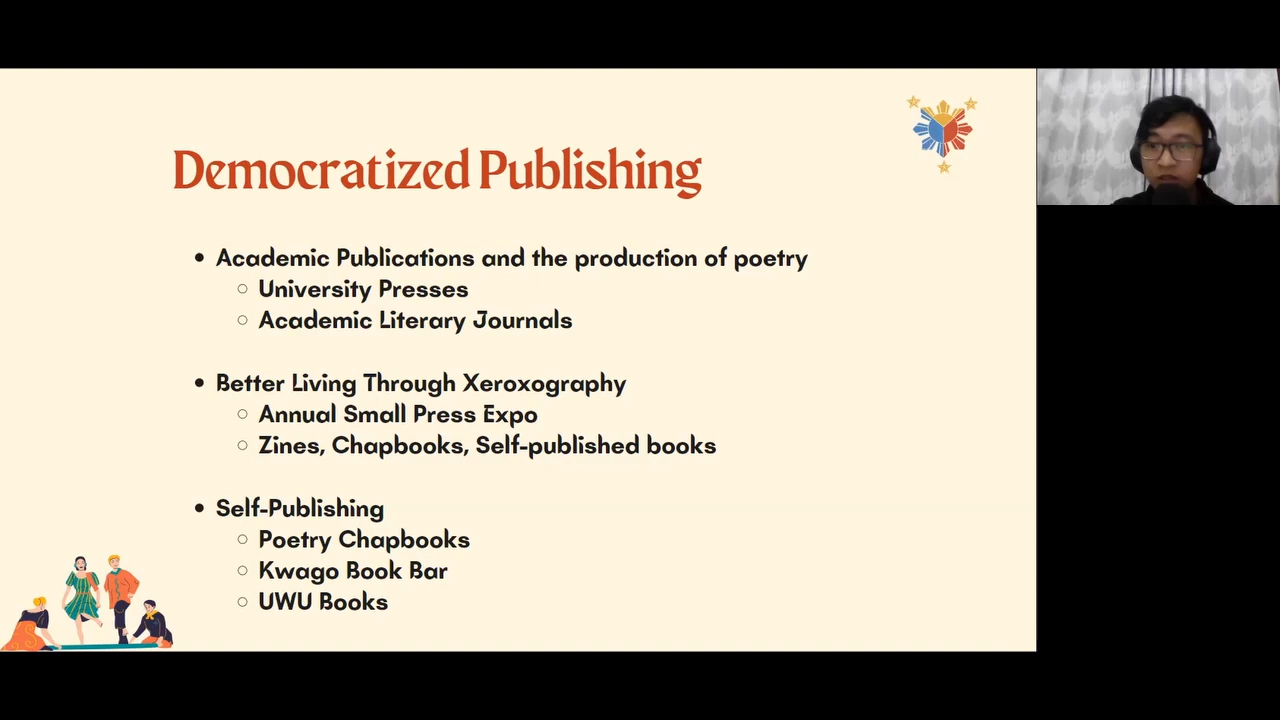 Democratized Publishing
Academic Publications and the production of poetry
University Presses
Academic Literary Journals
Better Living Through Xeroxography
Annual Small Press Expo
Zines, Chapbooks, Self-published books
Self-Publishing
Poetry Chapbooks
Kwago Book Bar
UWU Books